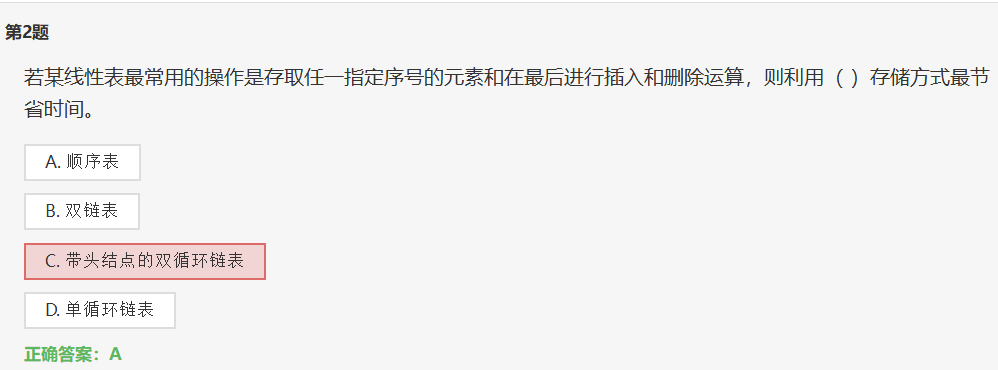 第2题
若某线性表最常用的操作是存取任一指定序号的元素和在最后进行插入和删除运算，则利用（ ）存储方式最节
省时间。
A. 顺序表
B. 双链表
C. 带头结点的双循环链表
D. 单循环链表
正确答案：A